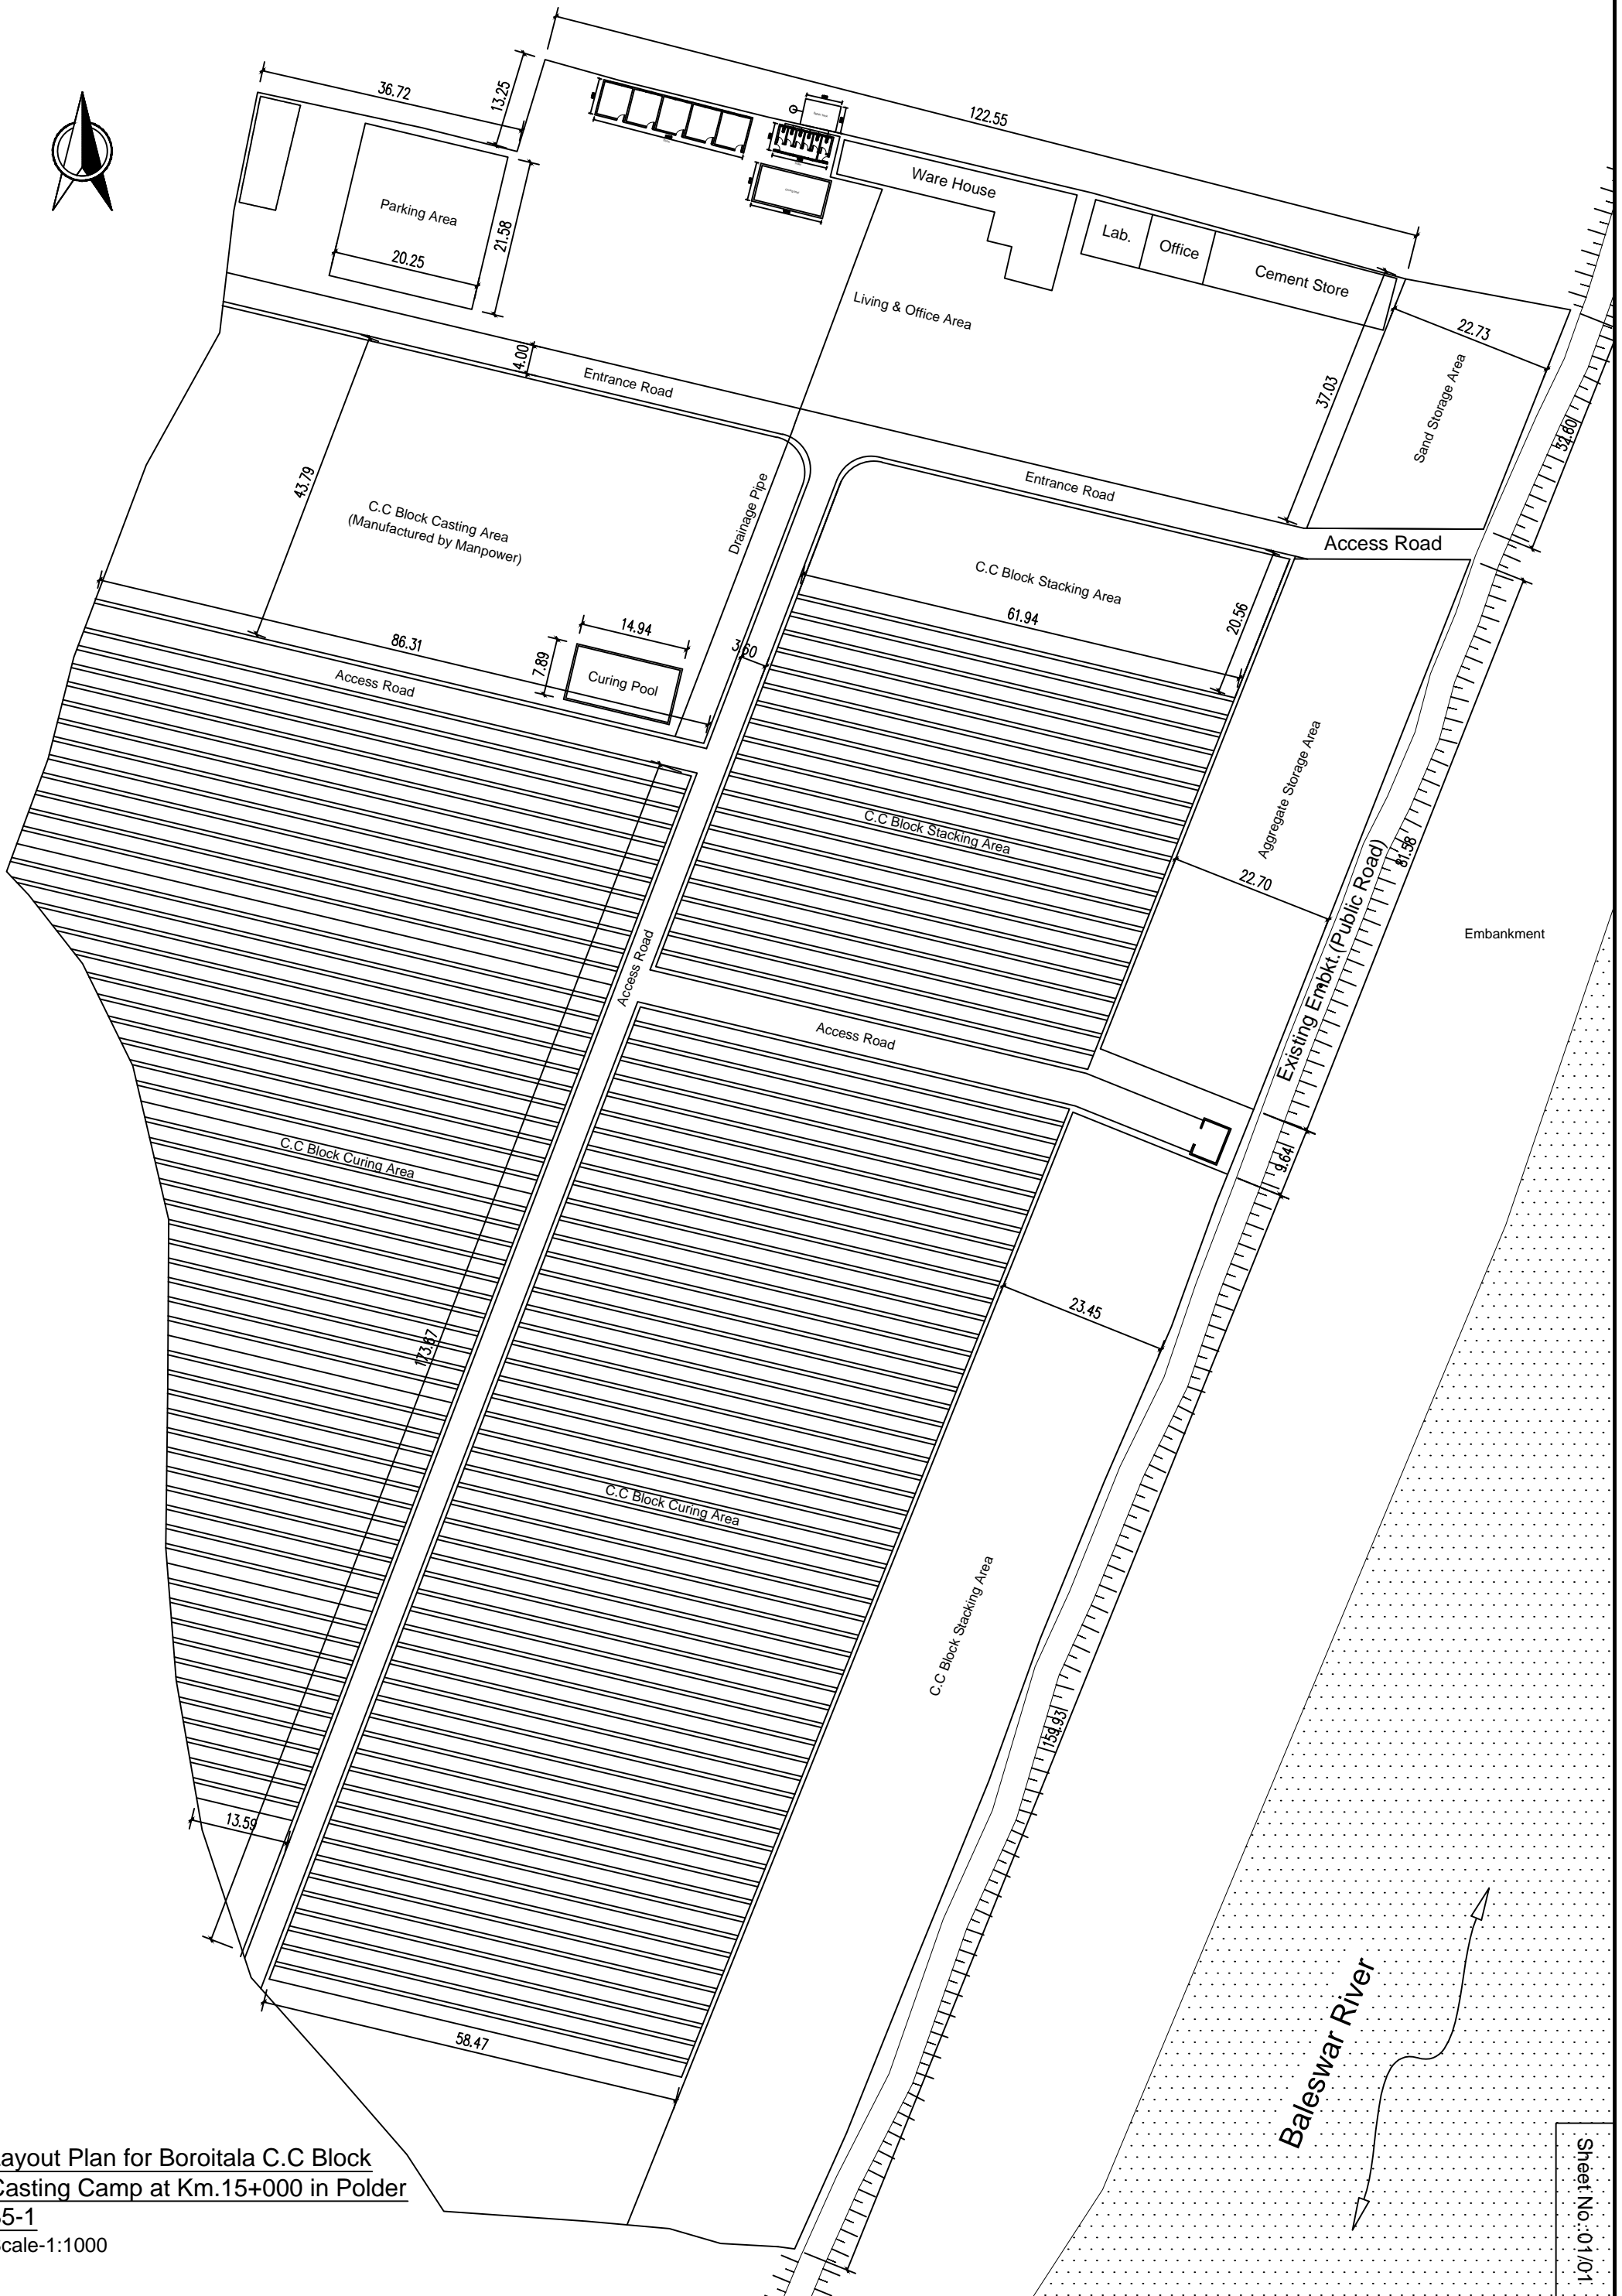 122.55
36.72
13.25
Ware House
Parking Area
21.58
20.25
Lab.
Office
Cement Store
Living & Office Area
22.73
4.00
Entrance Road
37.03
Sand Storage Area
32.60
43.79
C.C Block Casting Area
(Manufactured by Manpower)
Drainage Pipe
Entrance Road
Access Road
C.C Block Stacking Area
61.94
20.56
14.94
7.89
3.60
86.31
Curing Pool
Access Road
Aggregate Storage Area
C.C Block Stacking Area
22.70
81.58
Existing Embkt.(Public Road)
Embankment
Access Road
Access Road
C.C Block Curing Area
9.64
23.45
173.87
C.C Block Curing Area
C.C Block Stacking Area
159.93
13.59
58.47
Baleswar River
ayout Plan for Boroitala C.C Block
Casting Camp at Km.15+000 in Polder
5-1
cale-1:1000
Sheet No.:01/01